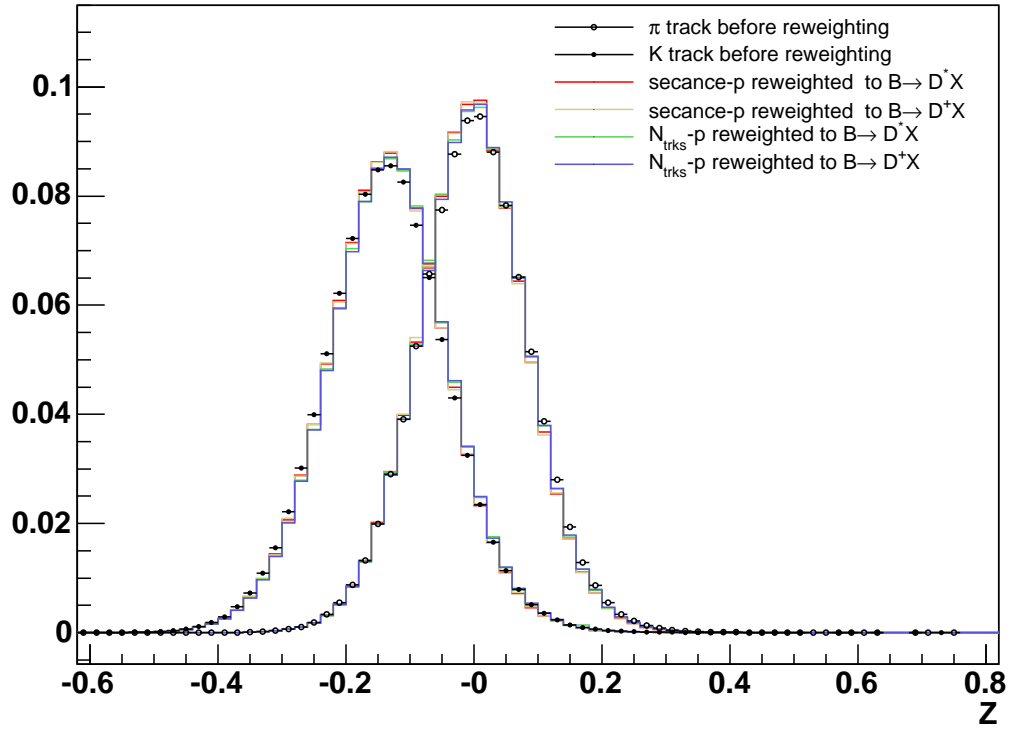 π track before reweighting
K track before reweighting
secance-p reweighted to B→ D*X
secance-p reweighted to B→ D⁺X
N_trks-p reweighted to B→ D*X
N_trks-p reweighted to B→ D⁺X
0.1
0.08
0.06
0.04
0.02
0
-0.6 -0.4 -0.2 -0 0.2 0.4 0.6 0.8
Z